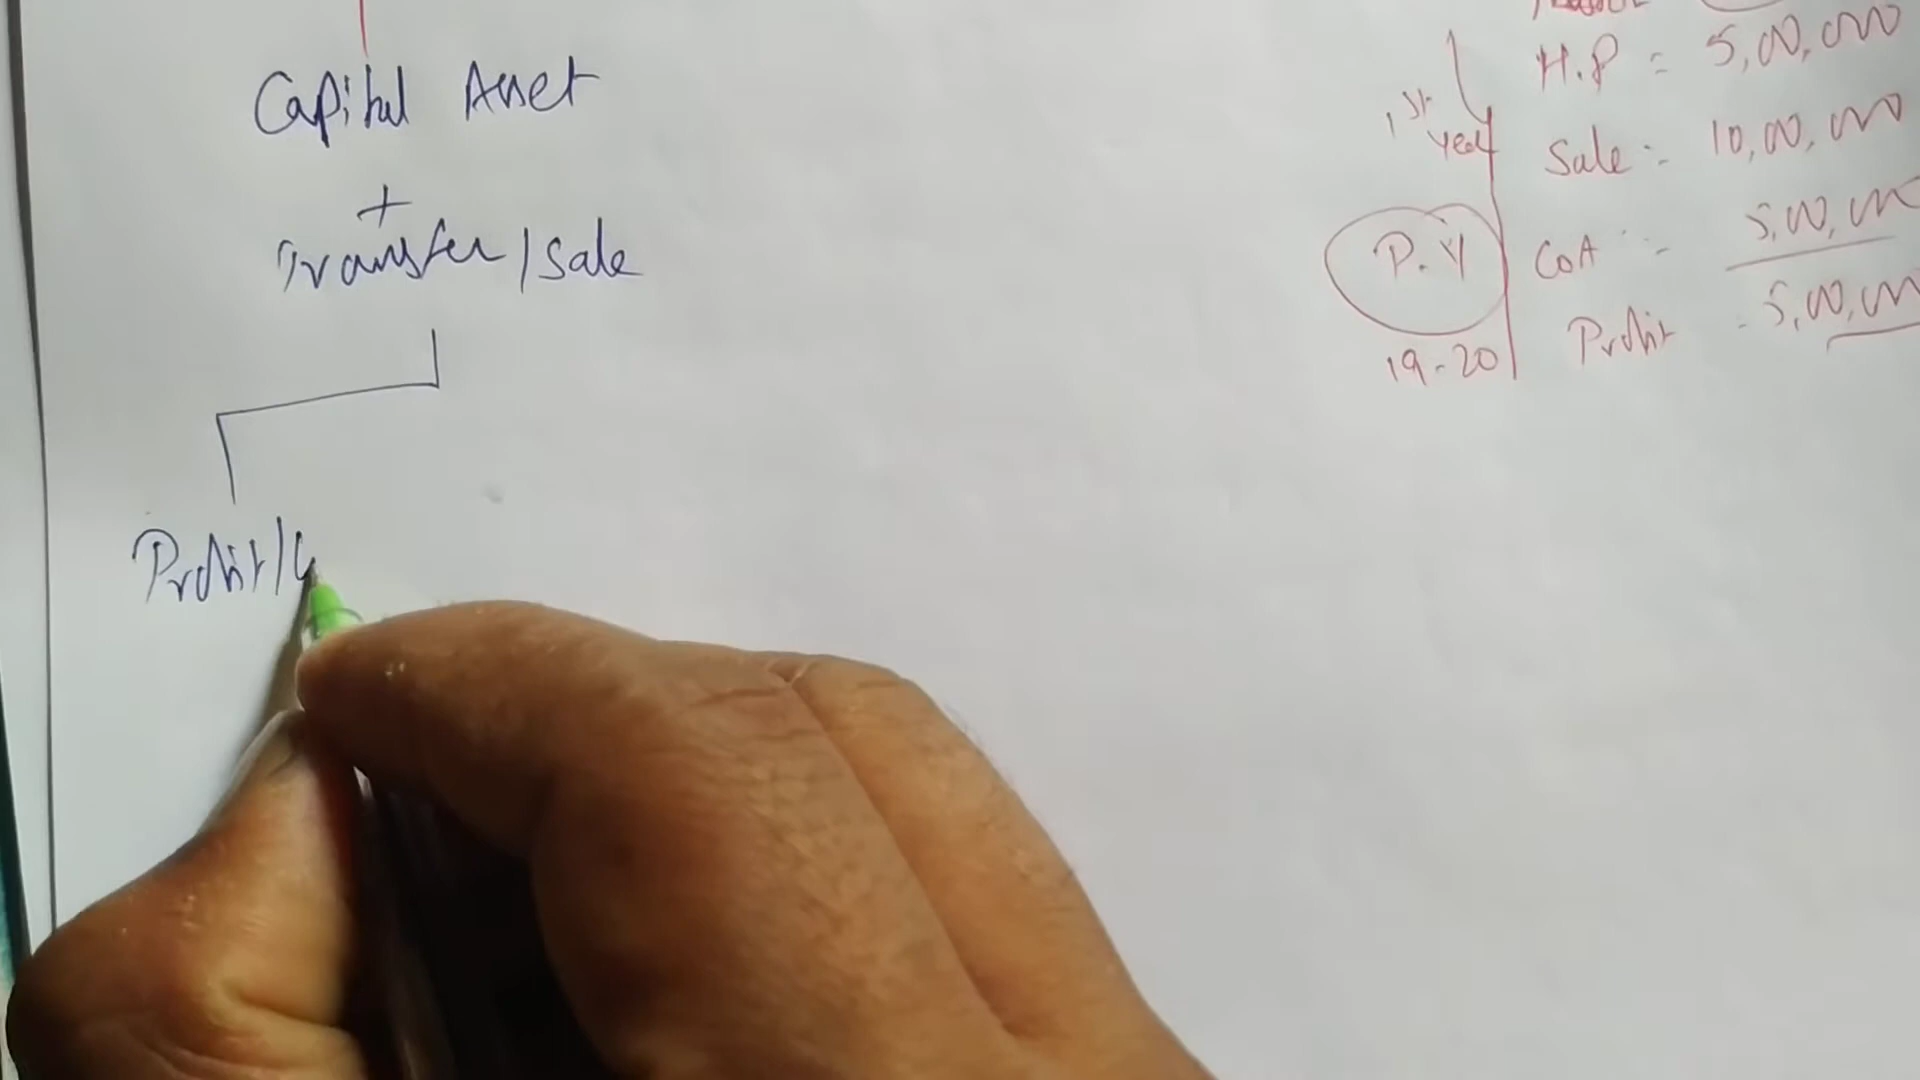 Capital Asset
+
Transfer/Sale
Profit/G
H.P = 5,00,000
1st year
Sale :- 10,00,000
P.Y
CoA :- 5,00,000
19-20
Profit - 5,00,000